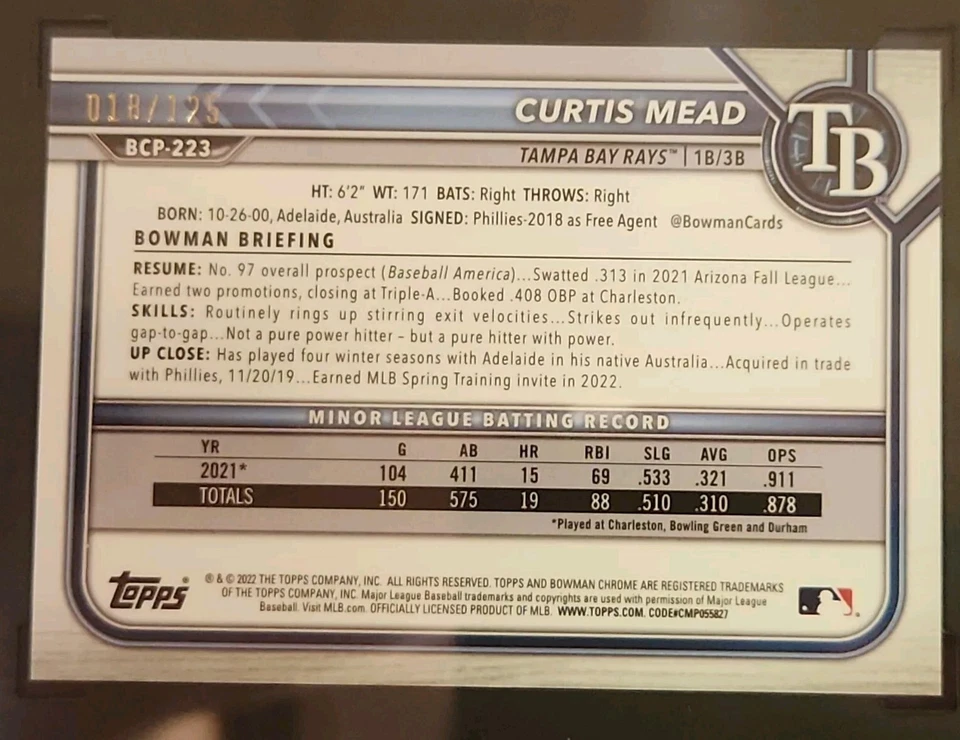 018/125
CURTIS MEAD
BCP-223
TAMPA BAY RAYS™ | 1B/3B
TB
HT: 6'2" WT: 171 BATS: Right THROWS: Right
BORN: 10-26-00, Adelaide, Australia SIGNED: Phillies-2018 as Free Agent @BowmanCards
BOWMAN BRIEFING
RESUME: No. 97 overall prospect (Baseball America)...Swatted .313 in 2021 Arizona Fall League...
Earned two promotions, closing at Triple-A...Booked .408 OBP at Charleston.
SKILLS: Routinely rings up stirring exit velocities...Strikes out infrequently...Operates
gap-to-gap...Not a pure power hitter – but a pure hitter with power.
UP CLOSE: Has played four winter seasons with Adelaide in his native Australia...Acquired in trade
with Phillies, 11/20/19...Earned MLB Spring Training invite in 2022.
MINOR LEAGUE BATTING RECORD
YR G AB HR RBI SLG AVG OPS
2021* 104 411 15 69 .533 .321 .911
TOTALS 150 575 19 88 .510 .310 .878
*Played at Charleston, Bowling Green and Durham
Topps®
® & © 2022 THE TOPPS COMPANY, INC. ALL RIGHTS RESERVED. TOPPS AND BOWMAN CHROME ARE REGISTERED TRADEMARKS
OF THE TOPPS COMPANY, INC. Major League Baseball trademarks and copyrights are used with permission of Major League
Baseball. Visit MLB.com. OFFICIALLY LICENSED PRODUCT OF MLB. WWW.TOPPS.COM. CODE#CMP055827